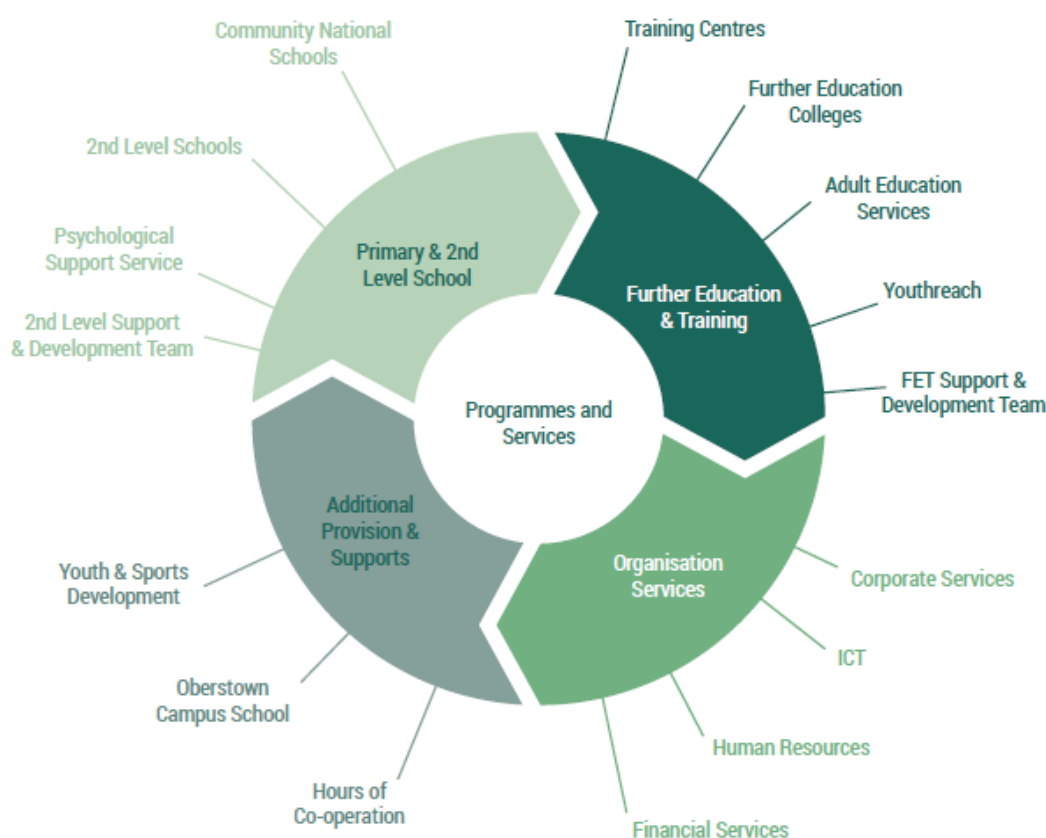 Community National
Schools
2nd Level Schools
Psychological
Support Service
2nd Level Support
& Development Team
Primary & 2nd
Level School
Training Centres
Further Education
Colleges
Adult Education
Services
Youthreach
FET Support &
Development Team
Further Education
& Training
Programmes and
Services
Additional
Provision &
Supports
Youth & Sports
Development
Oberstown
Campus School
Hours of
Co-operation
Organisation
Services
Corporate Services
ICT
Human Resources
Financial Services